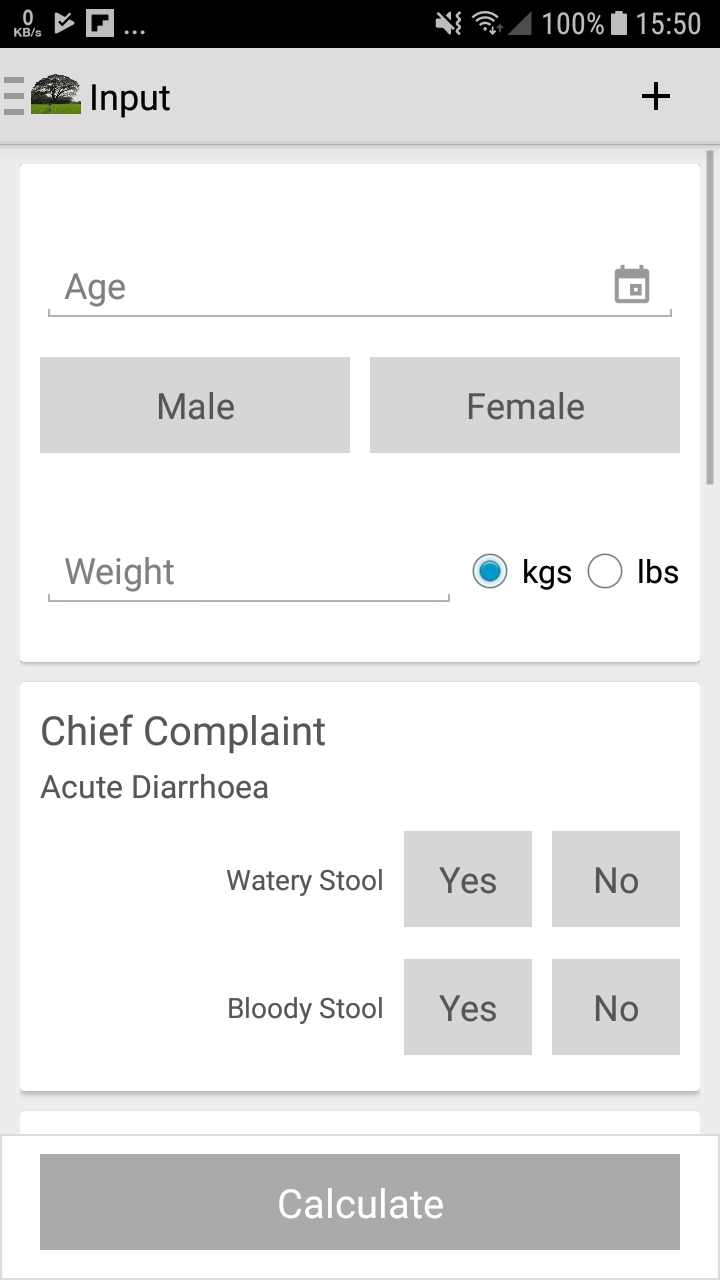 0 KB/s ... 100% 15:50
Input +
Age
Male Female
Weight kgs lbs
Chief Complaint
Acute Diarrhoea
Watery Stool Yes No
Bloody Stool Yes No
Calculate